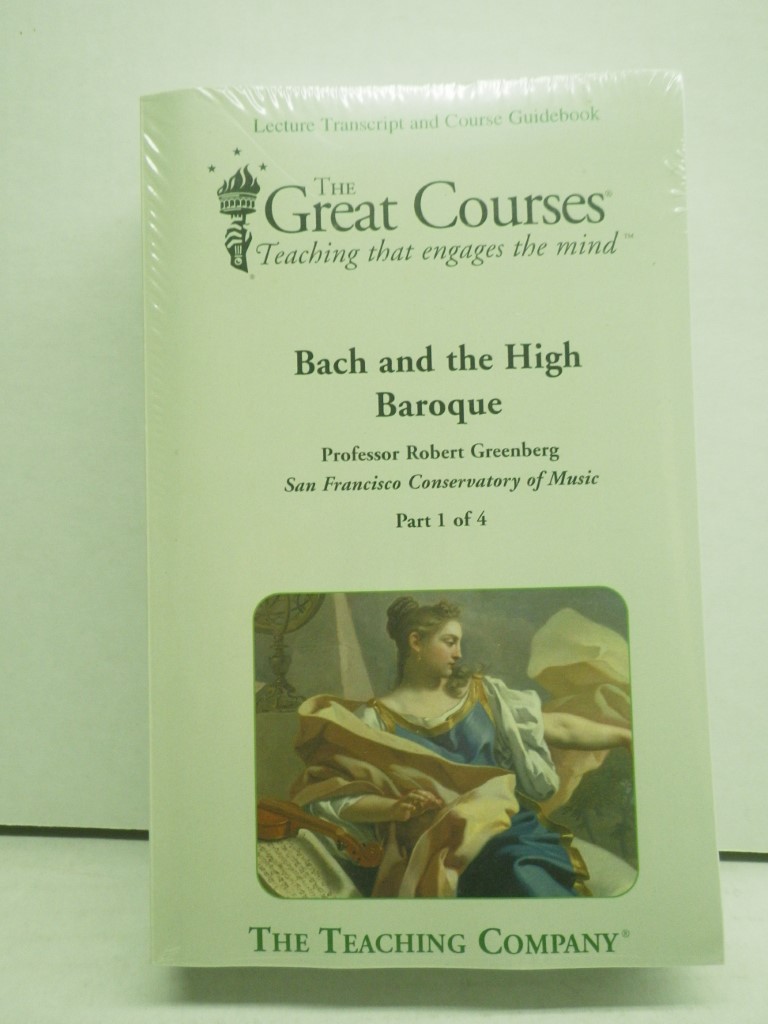 Lecture Transcript and Course Guidebook
THE
Great Courses®
Teaching that engages the mind™
Bach and the High
Baroque
Professor Robert Greenberg
San Francisco Conservatory of Music
Part 1 of 4
THE TEACHING COMPANY®